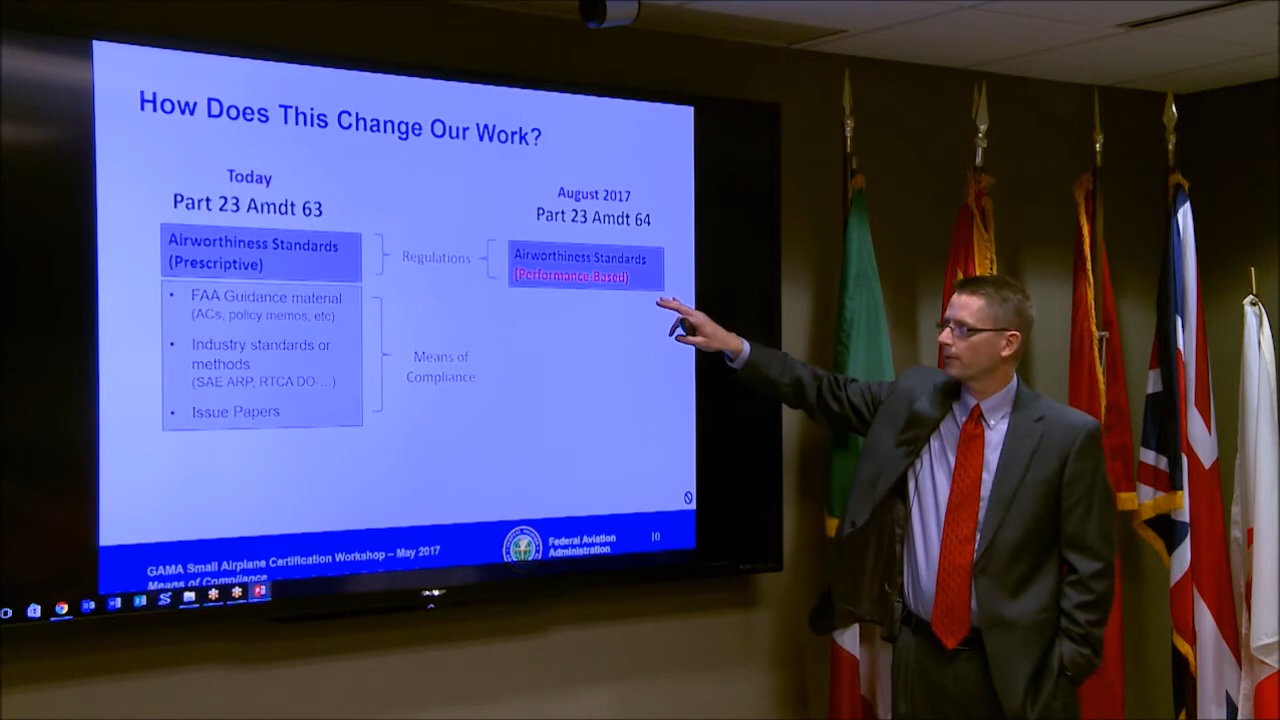 How Does This Change Our Work?
Today
Part 23 Amdt 63
Airworthiness Standards
(Prescriptive)
• FAA Guidance material
(ACs, policy memos, etc)
• Industry standards or
methods
(SAE ARP, RTCA DO-...)
• Issue Papers
Regulations
Means of
Compliance
August 2017
Part 23 Amdt 64
Airworthiness Standards
(Performance-Based)
GAMA Small Airplane Certification Workshop – May 2017
Means of Compliance
Federal Aviation
Administration
10